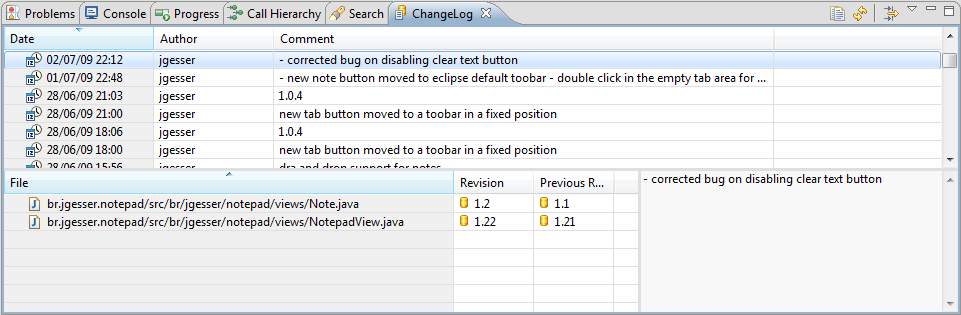 Problems Console Progress Call Hierarchy Search ChangeLog
Date Author Comment
02/07/09 22:12 jgesser - corrected bug on disabling clear text button
01/07/09 22:48 jgesser - new note button moved to eclipse default toobar - double click in the empty tab area for ...
28/06/09 21:03 jgesser 1.0.4
28/06/09 21:00 jgesser new tab button moved to a toobar in a fixed position
28/06/09 18:06 jgesser 1.0.4
28/06/09 18:00 jgesser new tab button moved to a toobar in a fixed position
28/06/09 15:56 jgesser dra and drop support for notes
File Revision Previous R... - corrected bug on disabling clear text button
br.jgesser.notepad/src/br/jgesser/notepad/views/Note.java 1.2 1.1
br.jgesser.notepad/src/br/jgesser/notepad/views/NotepadView.java 1.22 1.21